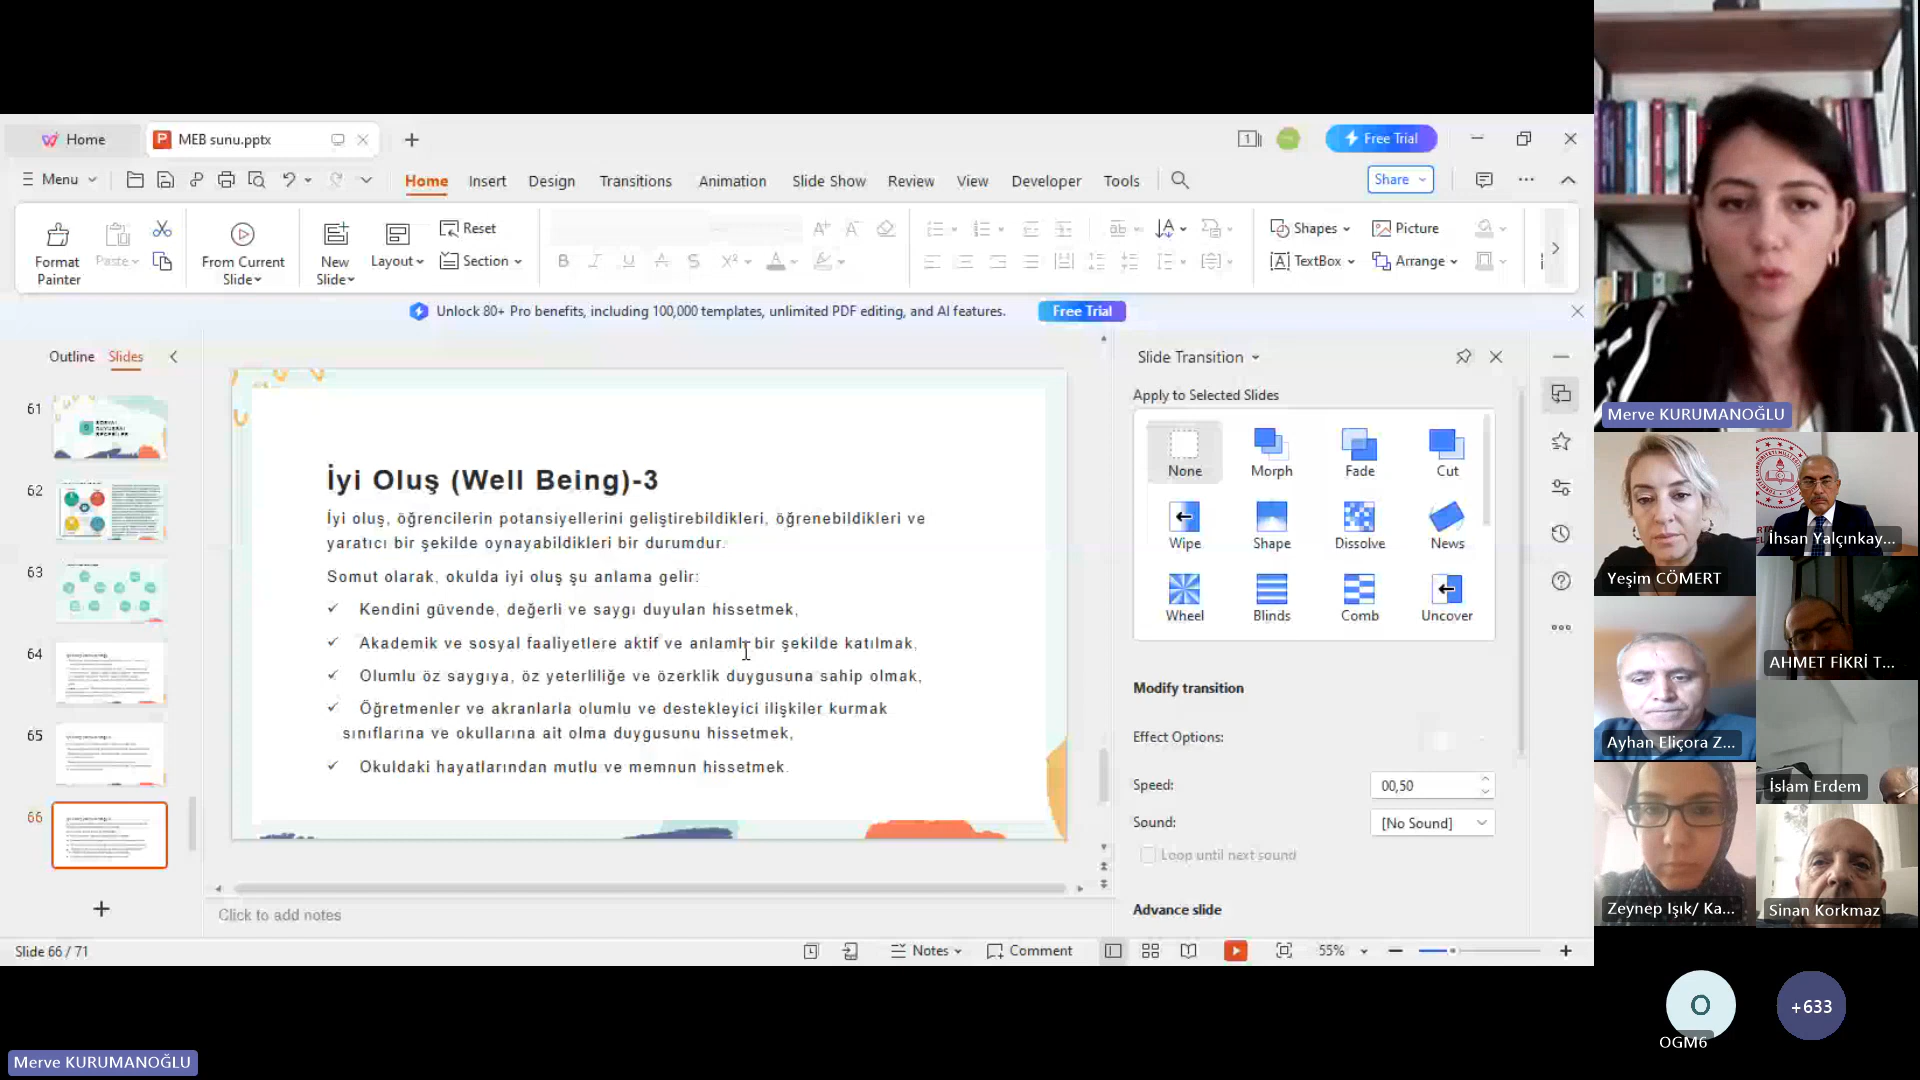 Home
MEB sunu.pptx
Free Trial
Menu
Home
Insert
Design
Transitions
Animation
Slide Show
Review
View
Developer
Tools
Share
Format Painter
Paste
From Current Slide
New Slide
Layout
Reset
Section
Shapes
Picture
TextBox
Arrange
Unlock 80+ Pro benefits, including 100,000 templates, unlimited PDF editing, and AI features.
Free Trial
Outline
Slides
61
62
63
64
65
66
İyi Oluş (Well Being)-3
İyi oluş, öğrencilerin potansiyellerini geliştirebildikleri, öğrenebildikleri ve
yaratıcı bir şekilde oynayabildikleri bir durumdur.
Somut olarak, okulda iyi oluş şu anlama gelir:
✓ Kendini güvende, değerli ve saygı duyulan hissetmek,
✓ Akademik ve sosyal faaliyetlere aktif ve anlamlı bir şekilde katılmak,
✓ Olumlu öz saygıya, öz yeterliliğe ve özerklik duygusuna sahip olmak,
✓ Öğretmenler ve akranlarla olumlu ve destekleyici ilişkiler kurmak
sınıflarına ve okullarına ait olma duygusunu hissetmek,
✓ Okuldaki hayatlarından mutlu ve memnun hissetmek.
Click to add notes
Slide Transition
Apply to Selected Slides
None
Morph
Fade
Cut
Wipe
Shape
Dissolve
News
Wheel
Blinds
Comb
Uncover
Modify transition
Effect Options:
Speed:
00,50
Sound:
[No Sound]
Loop until next sound
Advance slide
Slide 66 / 71
Notes
Comment
55%
Merve KURUMANOĞLU
Yeşim CÖMERT
İhsan Yalçınkay...
AHMET FİKRİ T...
Ayhan Eliçora Z...
İslam Erdem
Zeynep Işık/ Ka...
Sinan Korkmaz
O
OGM6
+633
Merve KURUMANOĞLU